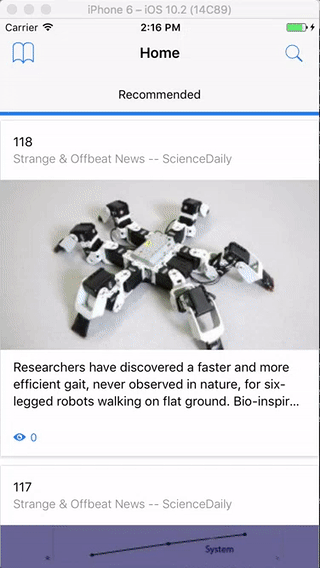 iPhone 6 – iOS 10.2 (14C89)
Carrier 2:16 PM
Home
Recommended
118
Strange & Offbeat News -- ScienceDaily
Researchers have discovered a faster and more
efficient gait, never observed in nature, for six-
legged robots walking on flat ground. Bio-inspir...
0
117
Strange & Offbeat News -- ScienceDaily
System